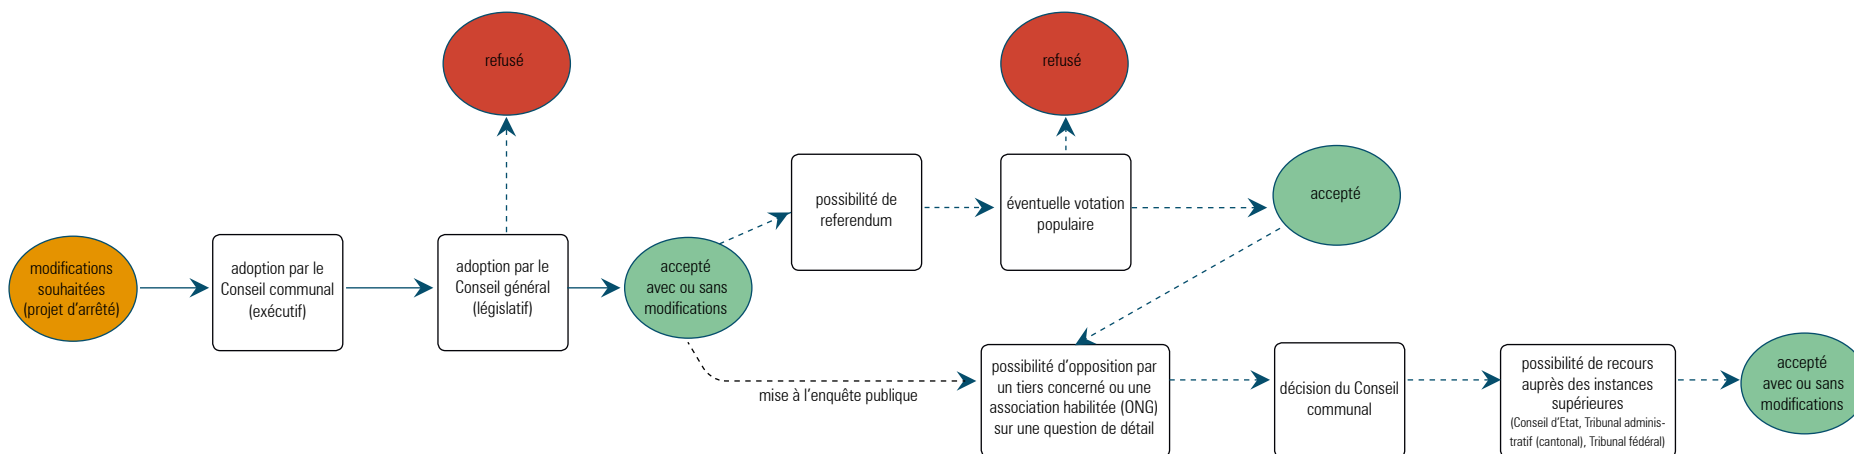 refusé
refusé
modifications
souhaitées
(projet d'arrêté)
adoption par le
Conseil communal
(exécutif)
adoption par le
Conseil général
(législatif)
accepté
avec ou sans
modifications
possibilité de
referendum
éventuelle votation
populaire
accepté
mise à l'enquête publique
possibilité d'opposition par
un tiers concerné ou une
association habilitée (ONG)
sur une question de détail
décision du Conseil
communal
possibilité de recours
auprès des instances
supérieures
(Conseil d'Etat, Tribunal adminis-
tratif (cantonal), Tribunal fédéral)
accepté
avec ou sans
modifications